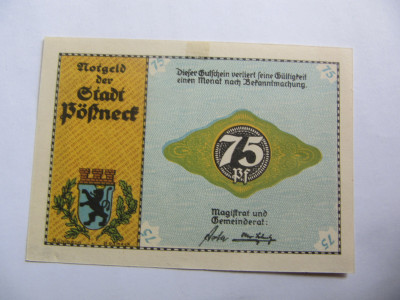 Notgeld
der
Stadt
Pößneck
75
75
Dieser Gutschein verliert seine Gültigkeit
einen Monat nach Bekanntmachung.
75
Pf
Magistrat und
Gemeinderat:
75
75